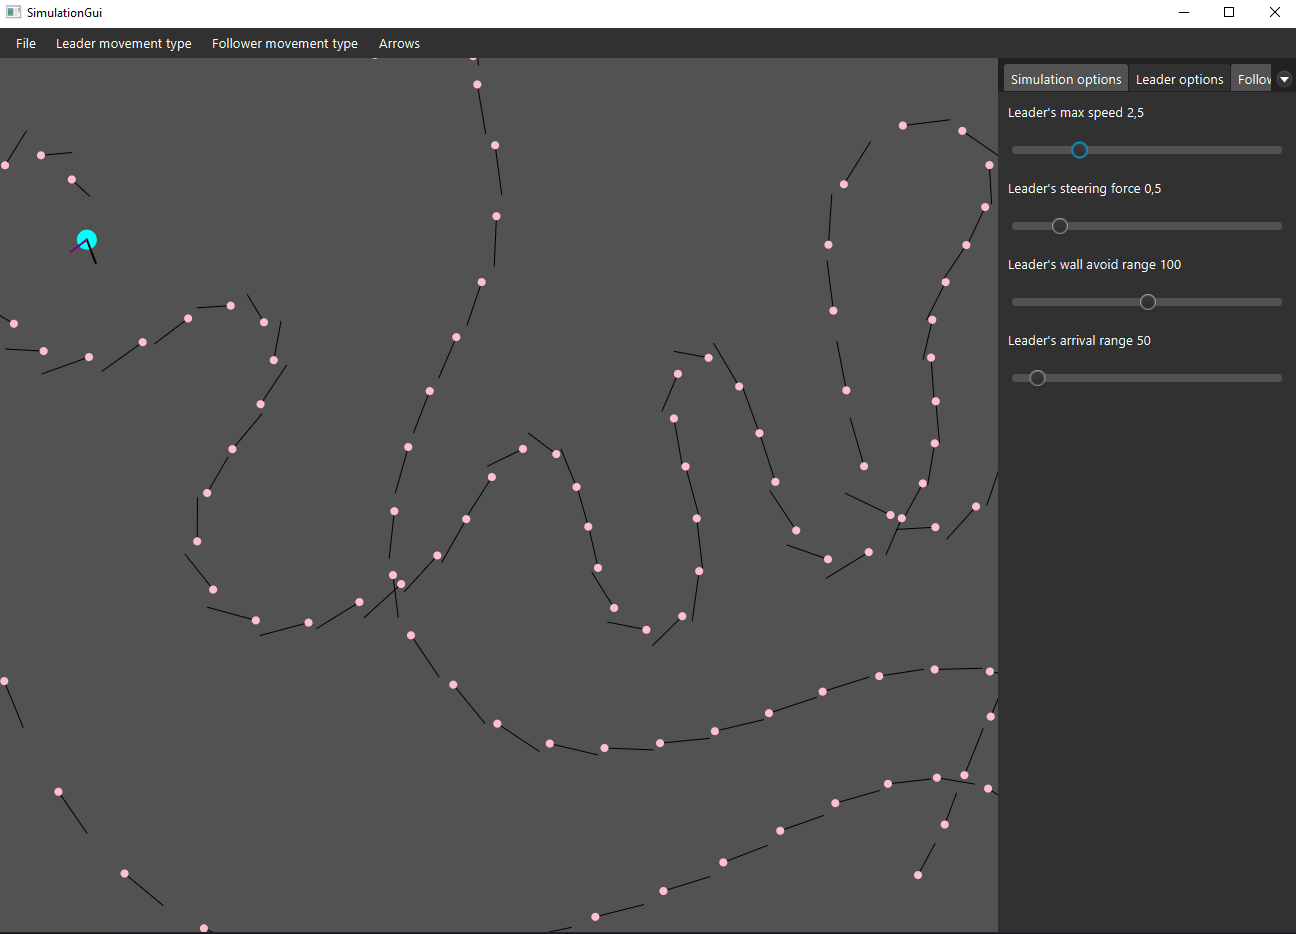 SimulationGui
File Leader movement type Follower movement type Arrows
Simulation options Leader options Follov
Leader's max speed 2,5
Leader's steering force 0,5
Leader's wall avoid range 100
Leader's arrival range 50